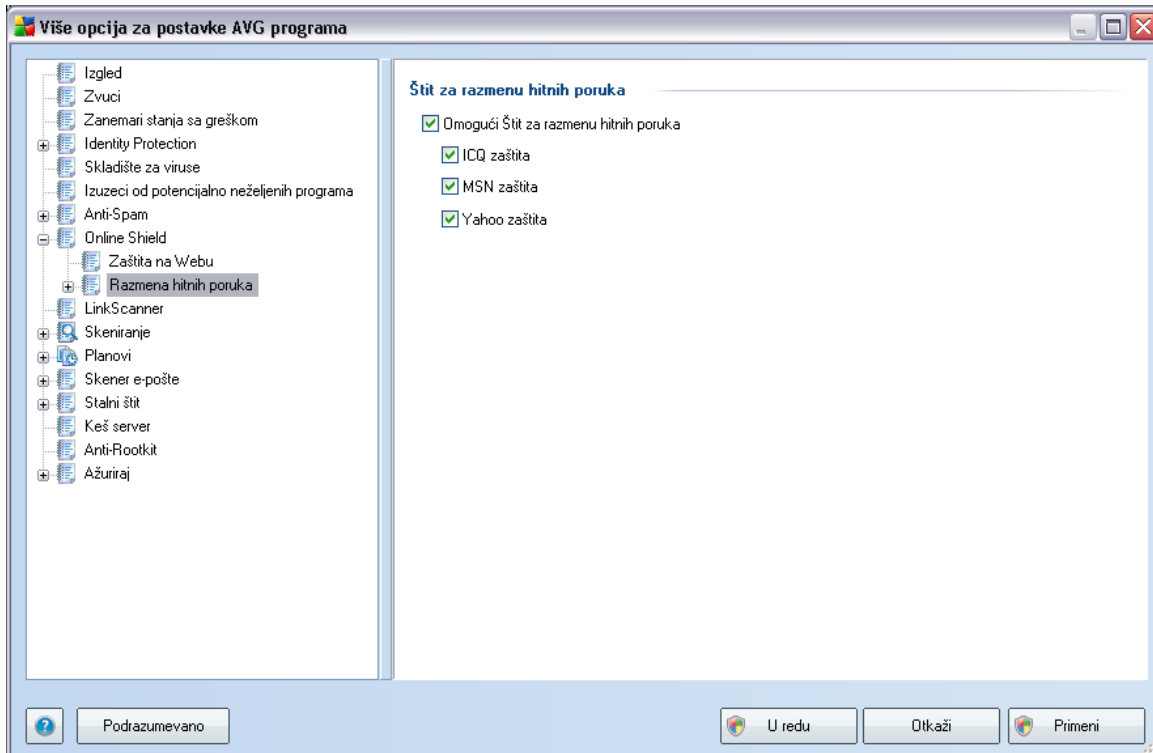 Više opcija za postavke AVG programa
Izgled
Zvuci
Zanemari stanja sa greškom
Identity Protection
Skladište za viruse
Izuzeci od potencijalno neželjenih programa
Anti-Spam
Online Shield
Zaštita na Webu
Razmena hitnih poruka
LinkScanner
Skeniranje
Planovi
Skener e-pošte
Stalni štit
Keš server
Anti-Rootkit
Ažuriraj
Štit za razmenu hitnih poruka
Omogući Štit za razmenu hitnih poruka
ICQ zaštita
MSN zaštita
Yahoo zaštita
Podrazumevano
U redu
Otkaži
Primeni